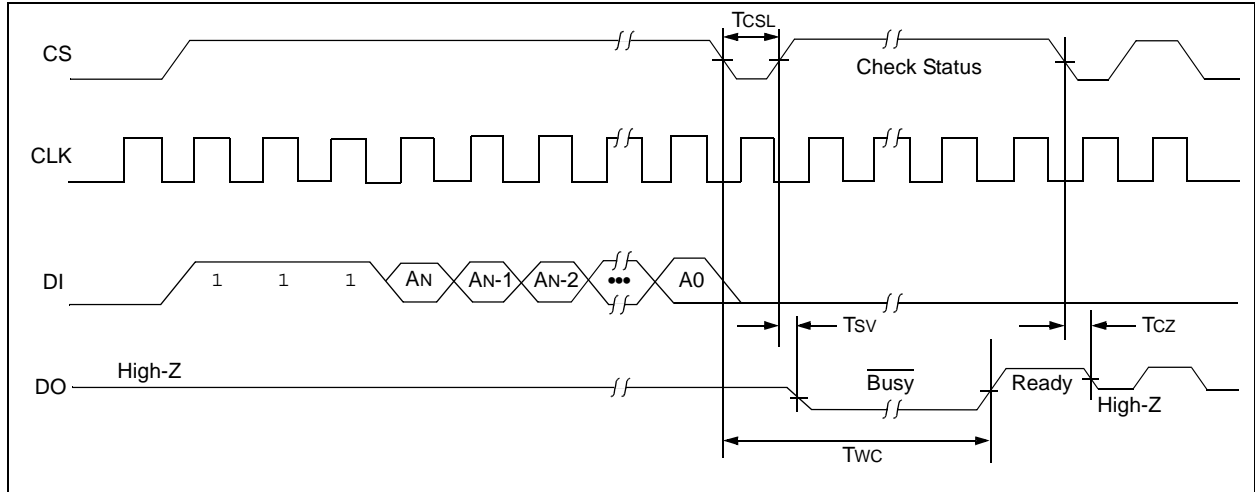 TCSL
CS
Check Status
CLK
DI
1 1 1 AN AN-1 AN-2 ••• A0
TSV
TCZ
High-Z
DO
Busy
Ready
High-Z
TWC